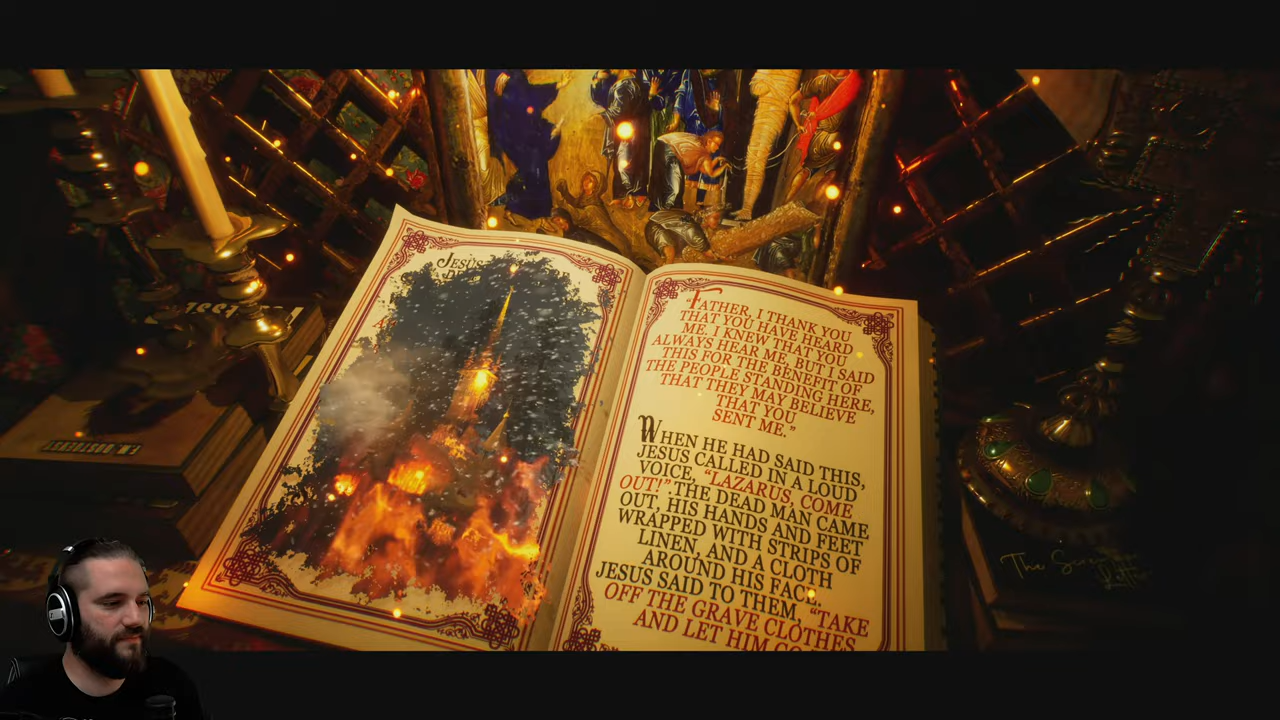 JESUS
FATHER, I THANK YOU
THAT YOU HAVE HEARD
ME. I KNEW THAT YOU
ALWAYS HEAR ME, BUT I SAID
THIS FOR THE BENEFIT OF
THE PEOPLE STANDING HERE,
THAT THEY MAY BELIEVE
THAT YOU
SENT ME.”
WHEN HE HAD SAID THIS,
JESUS CALLED IN A LOUD
VOICE, “LAZARUS, COME
OUT!” THE DEAD MAN CAME
OUT, HIS HANDS AND FEET
WRAPPED WITH STRIPS OF
LINEN, AND A CLOTH
AROUND HIS FACE.
JESUS SAID TO THEM, “TAKE
OFF THE GRAVE CLOTHES
AND LET HIM
The